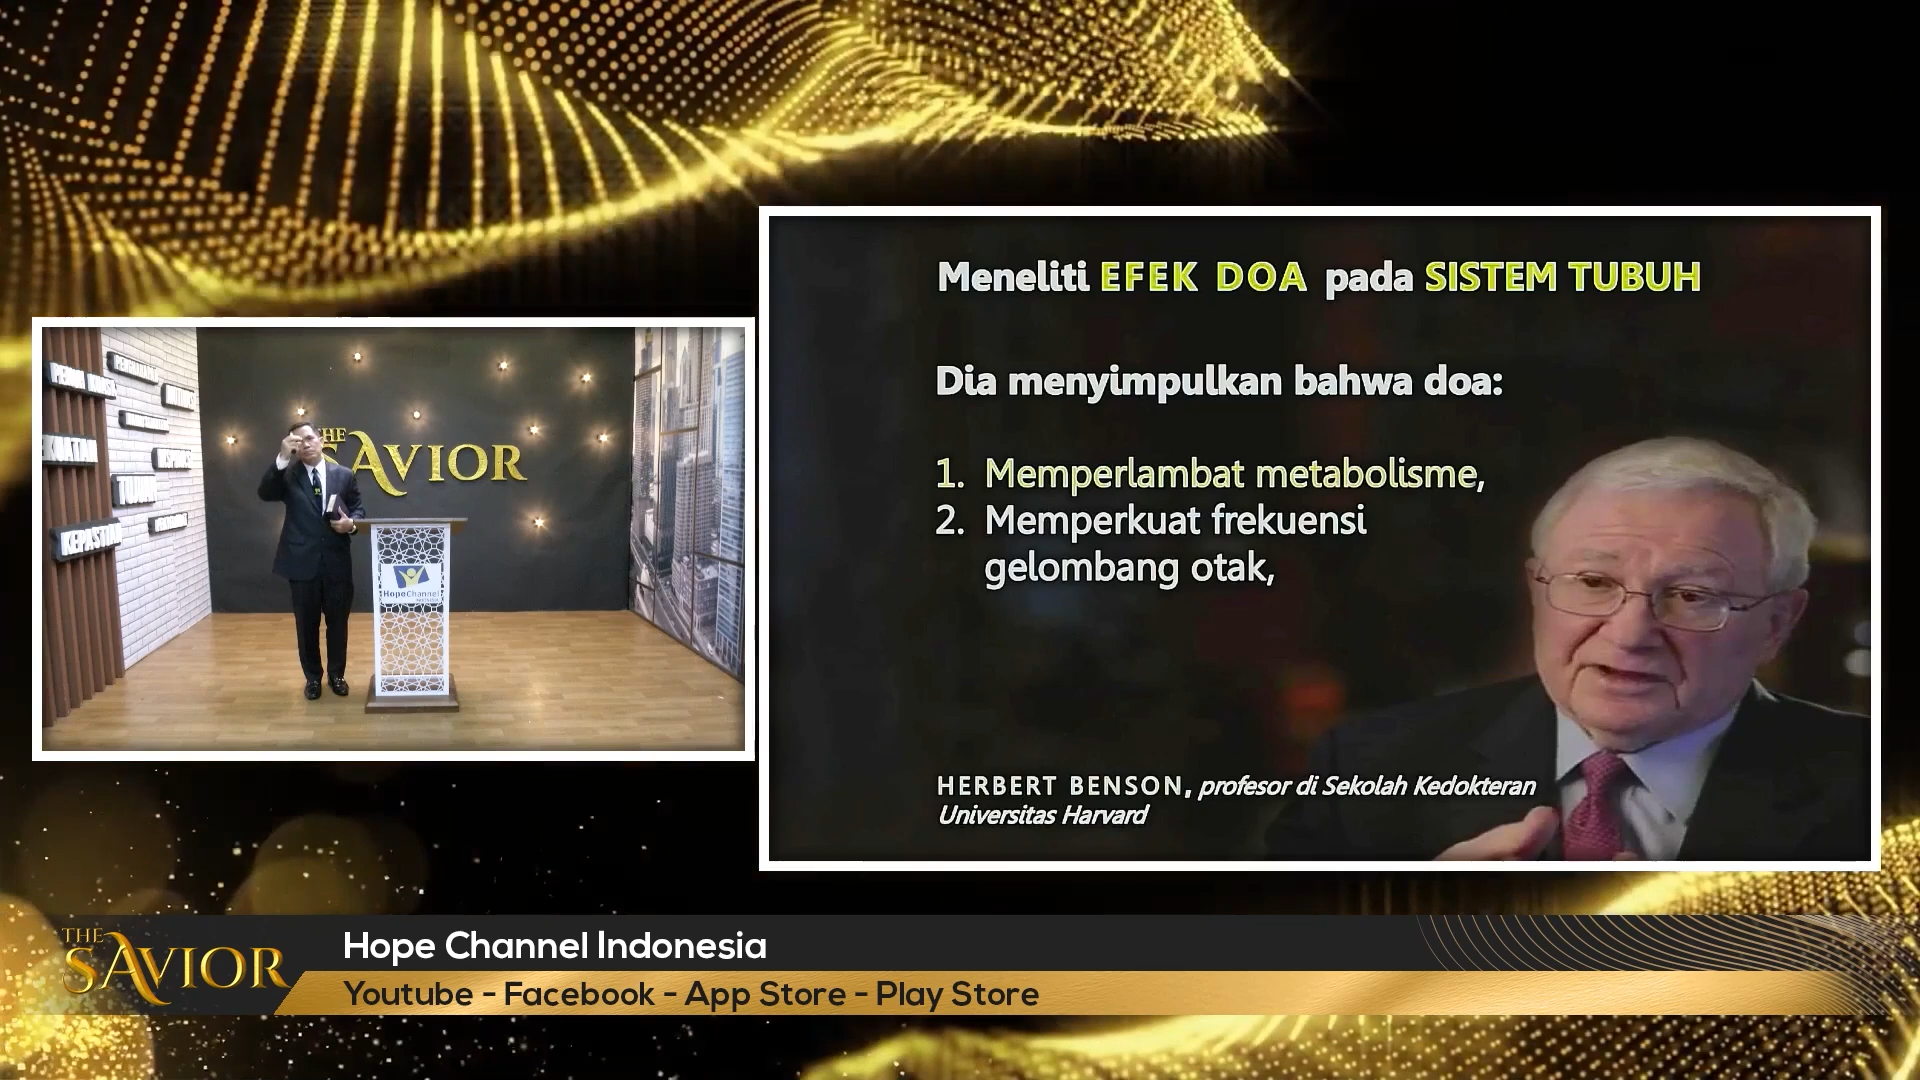 Meneliti EFEK DOA pada SISTEM TUBUH
Dia menyimpulkan bahwa doa:
1. Memperlambat metabolisme,
2. Memperkuat frekuensi
gelombang otak,
HERBERT BENSON, profesor di Sekolah Kedokteran
Universitas Harvard
KEPASTIAN
THE
SAVIOR
HopeChannel
THE
SAVIOR
Hope Channel Indonesia
Youtube - Facebook - App Store - Play Store